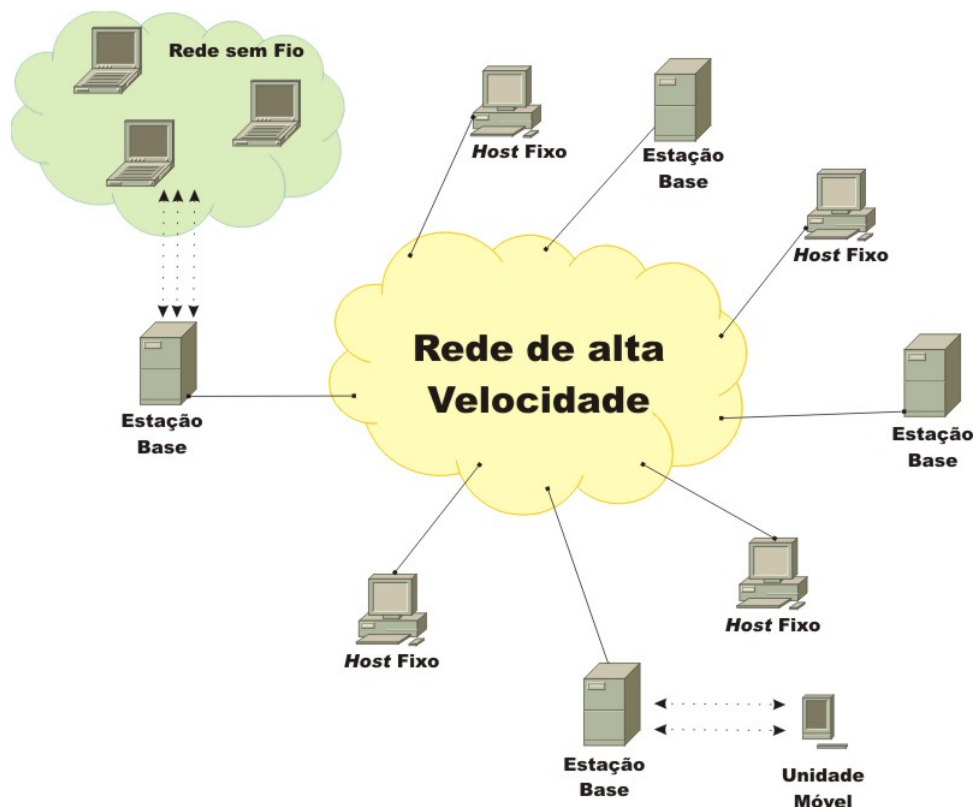 Rede sem Fio
Host Fixo
Estação
Base
Host Fixo
Rede de alta
Velocidade
Estação
Base
Estação
Base
Host Fixo
Host Fixo
Estação
Base
Unidade
Móvel